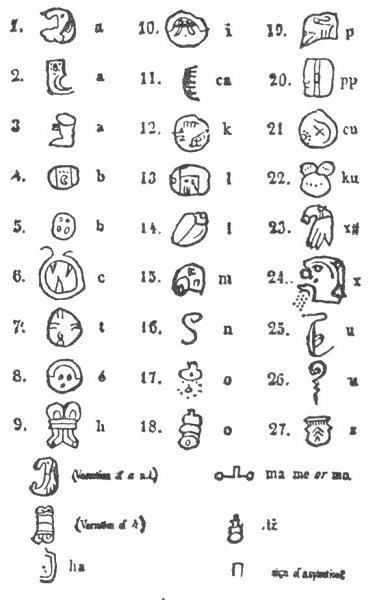 1. a 10. i 19. p
2. a 11. ca 20. pp
3 a 12. k 21 cu
4. b 13 l 22. ku
5. b 14. l 23.
6. c 15. m 24. x
7. t 16. n 25. u
8. é 17. o 26. u
9. h 18. o 27. z
(Variation of a n.1.) ma me or mo.
(Variation of h) tz
ha sign of aspiration